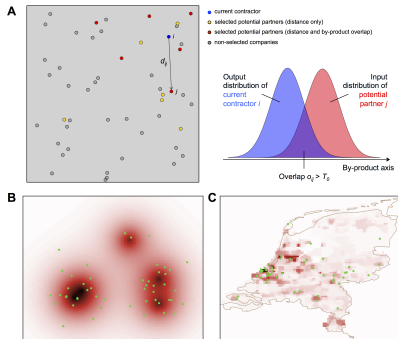 A
i
d_ij
j
current contractor
selected potential partners (distance only)
selected potential partners (distance and by-product overlap)
non-selected companies
Output
distribution of
current
contractor i
Input
distribution of
potential
partner j
By-product axis
Overlap o_ij > T_o
B
C